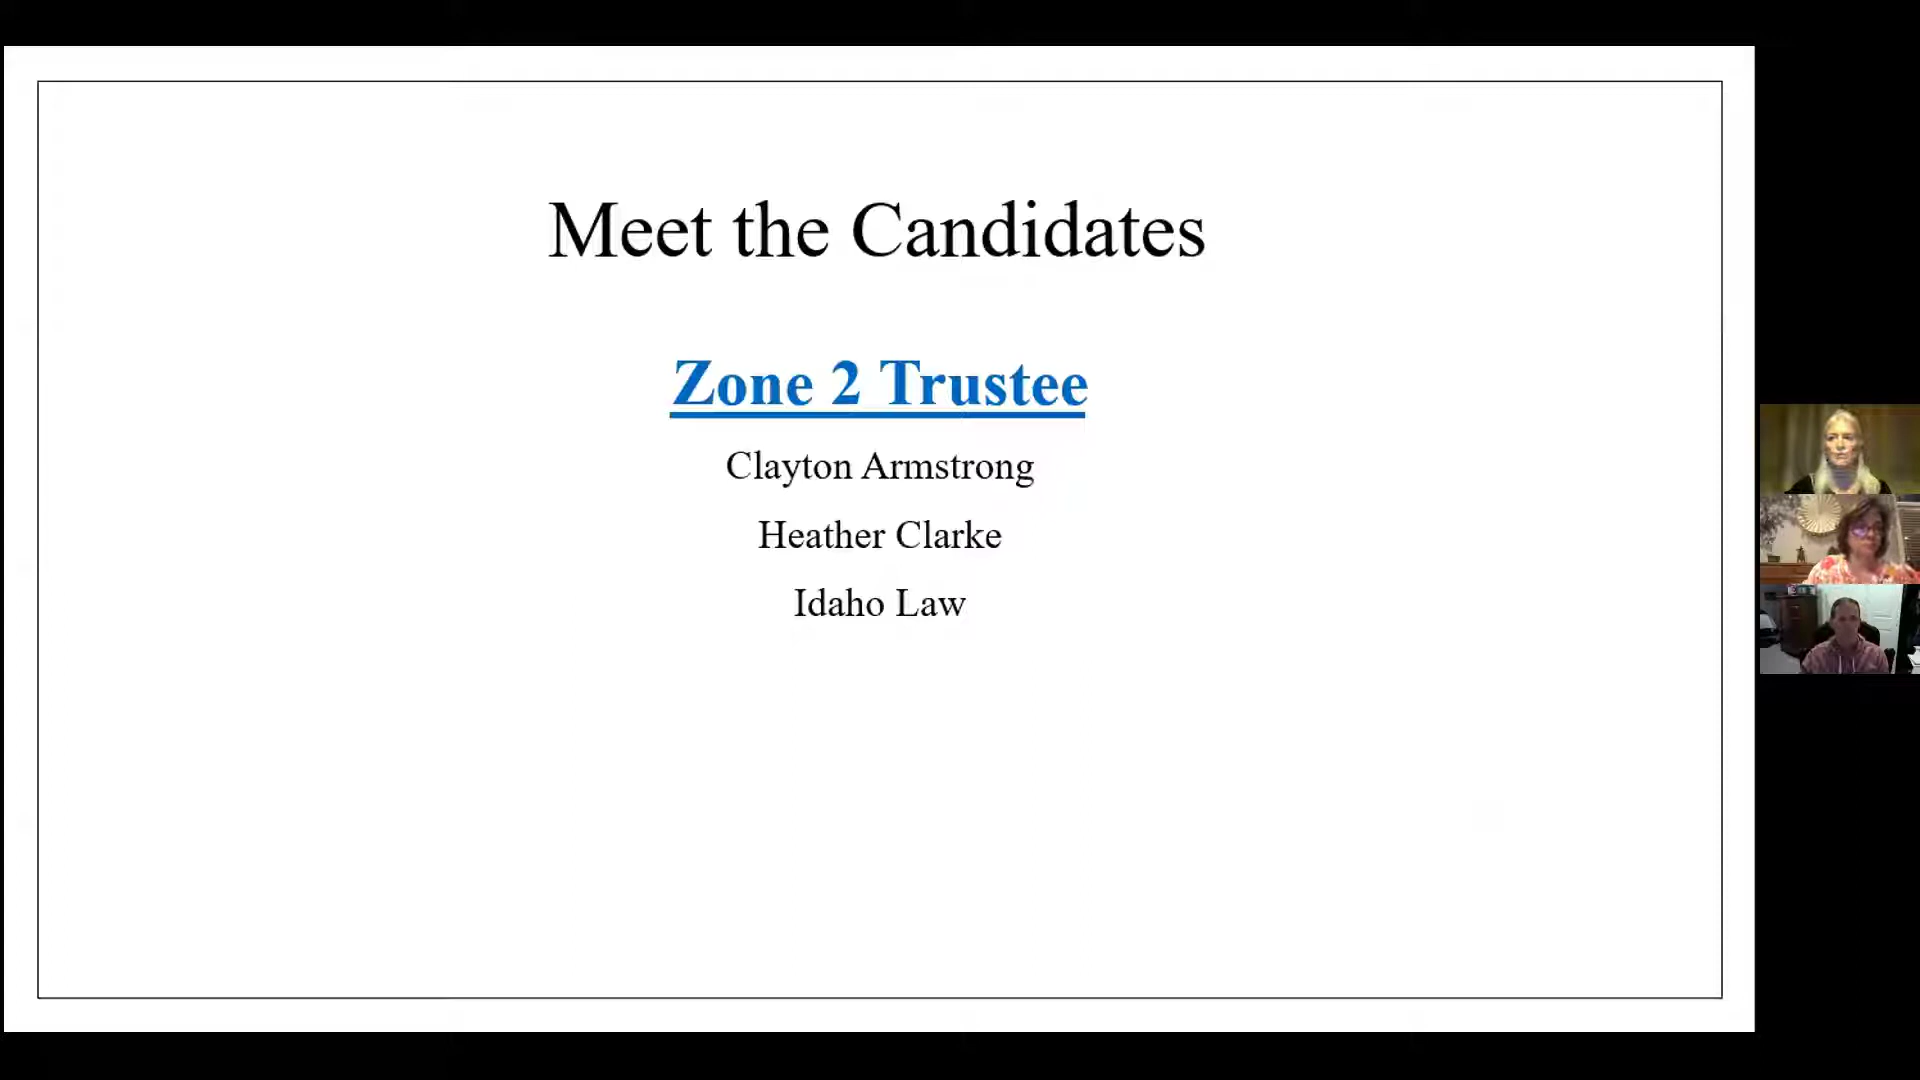 Meet the Candidates
Zone 2 Trustee
Clayton Armstrong
Heather Clarke
Idaho Law